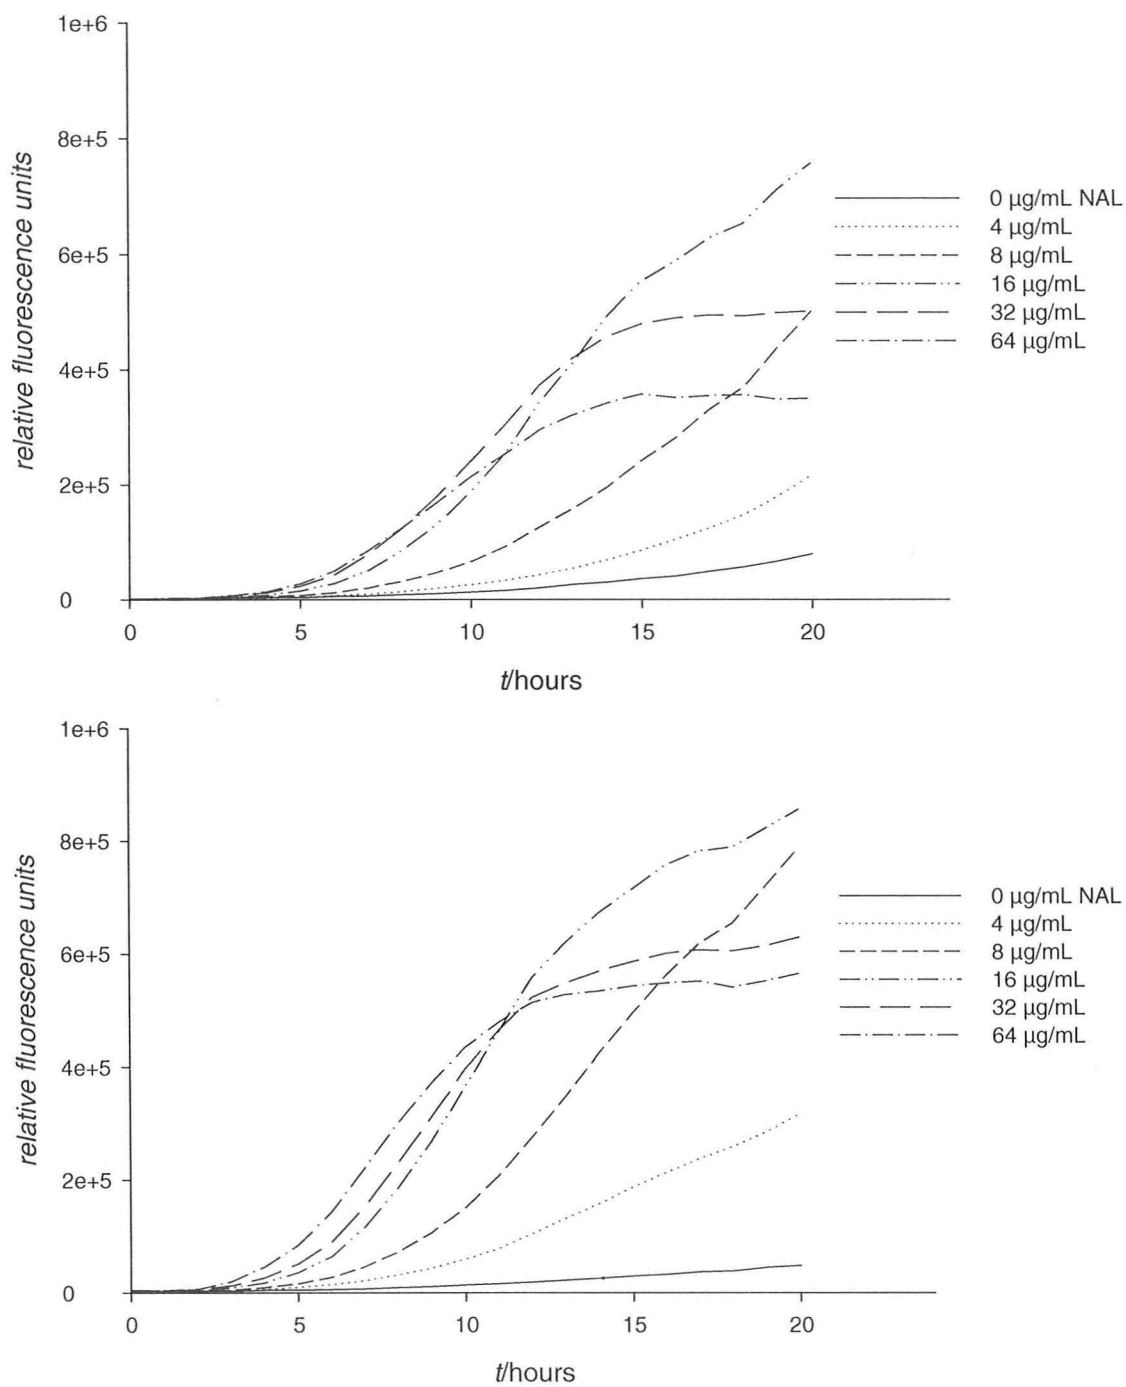 1e+6
8e+5
6e+5
4e+5
2e+5
0
relative fluorescence units
0 5 10 15 20
t/hours
0 µg/mL NAL
4 µg/mL
8 µg/mL
16 µg/mL
32 µg/mL
64 µg/mL
1e+6
8e+5
6e+5
4e+5
2e+5
0
relative fluorescence units
0 5 10 15 20
t/hours
0 µg/mL NAL
4 µg/mL
8 µg/mL
16 µg/mL
32 µg/mL
64 µg/mL